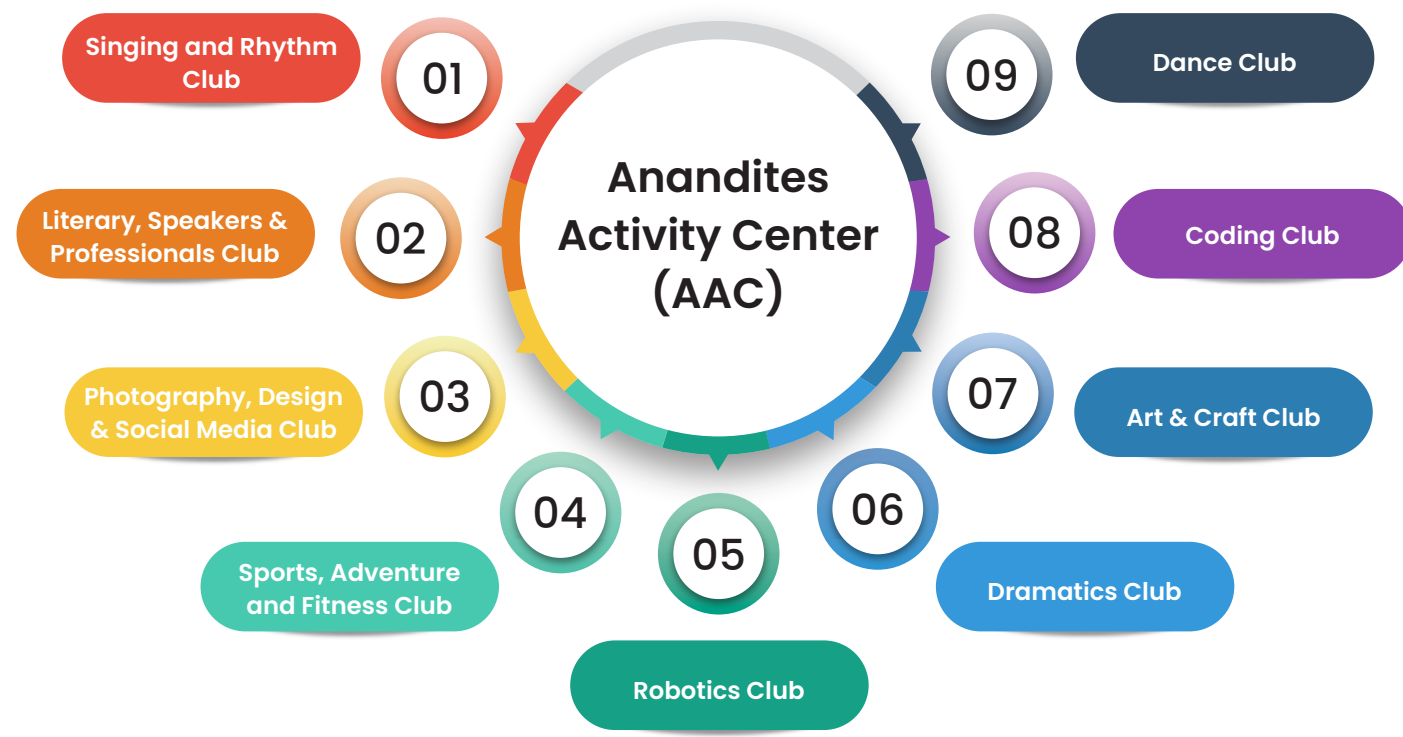 Anandites
Activity Center
(AAC)
01
Singing and Rhythm
Club
02
Literary, Speakers &
Professionals Club
03
Photography, Design
& Social Media Club
04
Sports, Adventure
and Fitness Club
05
Robotics Club
06
Dramatics Club
07
Art & Craft Club
08
Coding Club
09
Dance Club